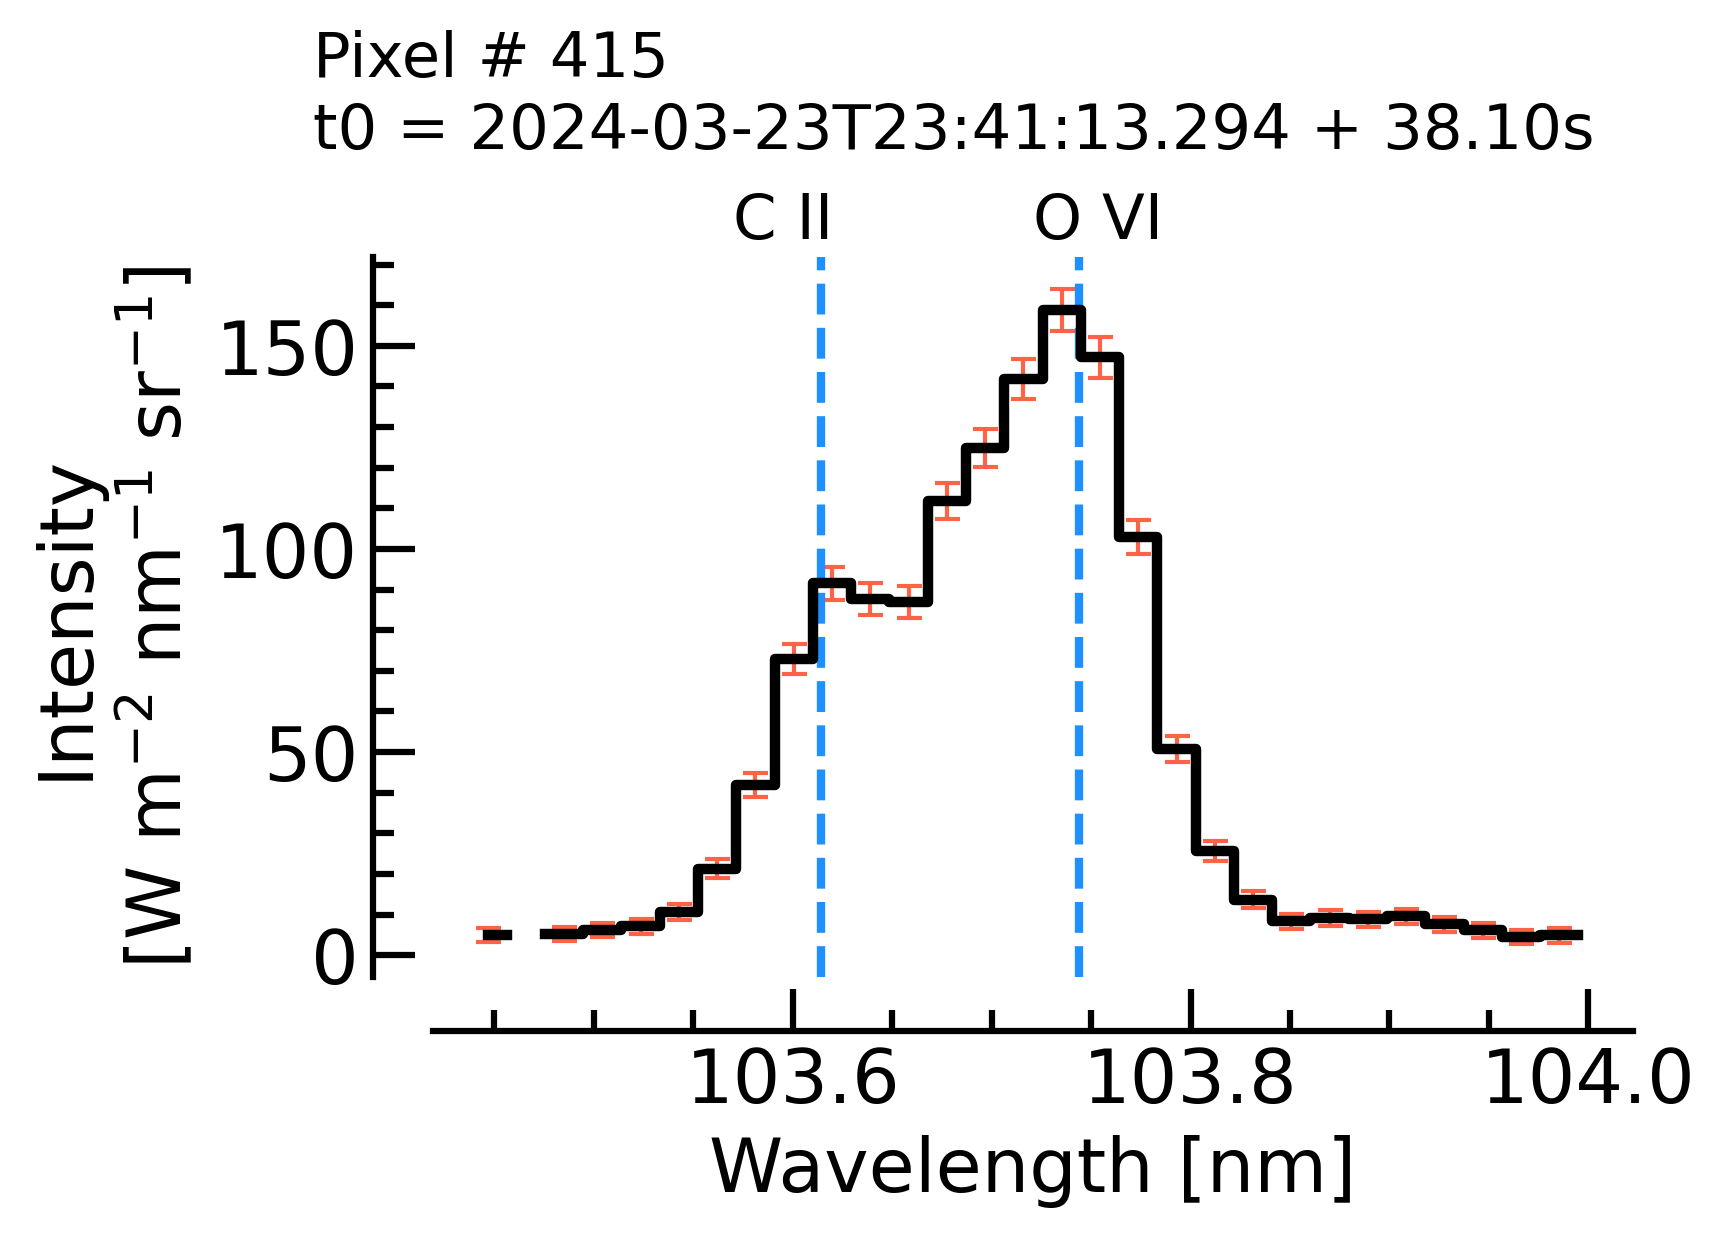 Pixel # 415
t0 = 2024-03-23T23:41:13.294 + 38.10s
C II
O VI
Intensity
[W m⁻² nm⁻¹ sr⁻¹]
150
100
50
0
103.6
103.8
104.0
Wavelength [nm]